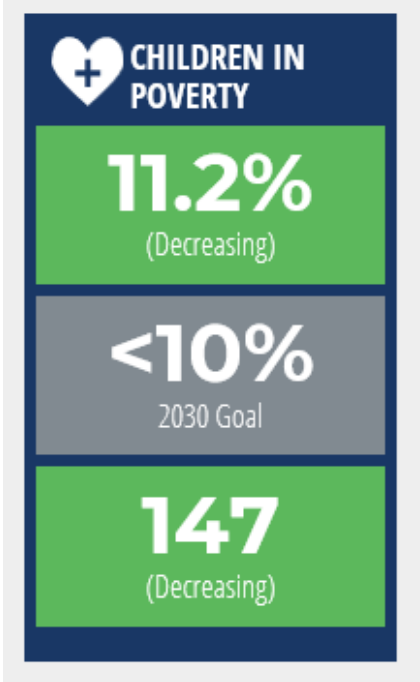 CHILDREN IN
POVERTY
11.2%
(Decreasing)
<10%
2030 Goal
147
(Decreasing)